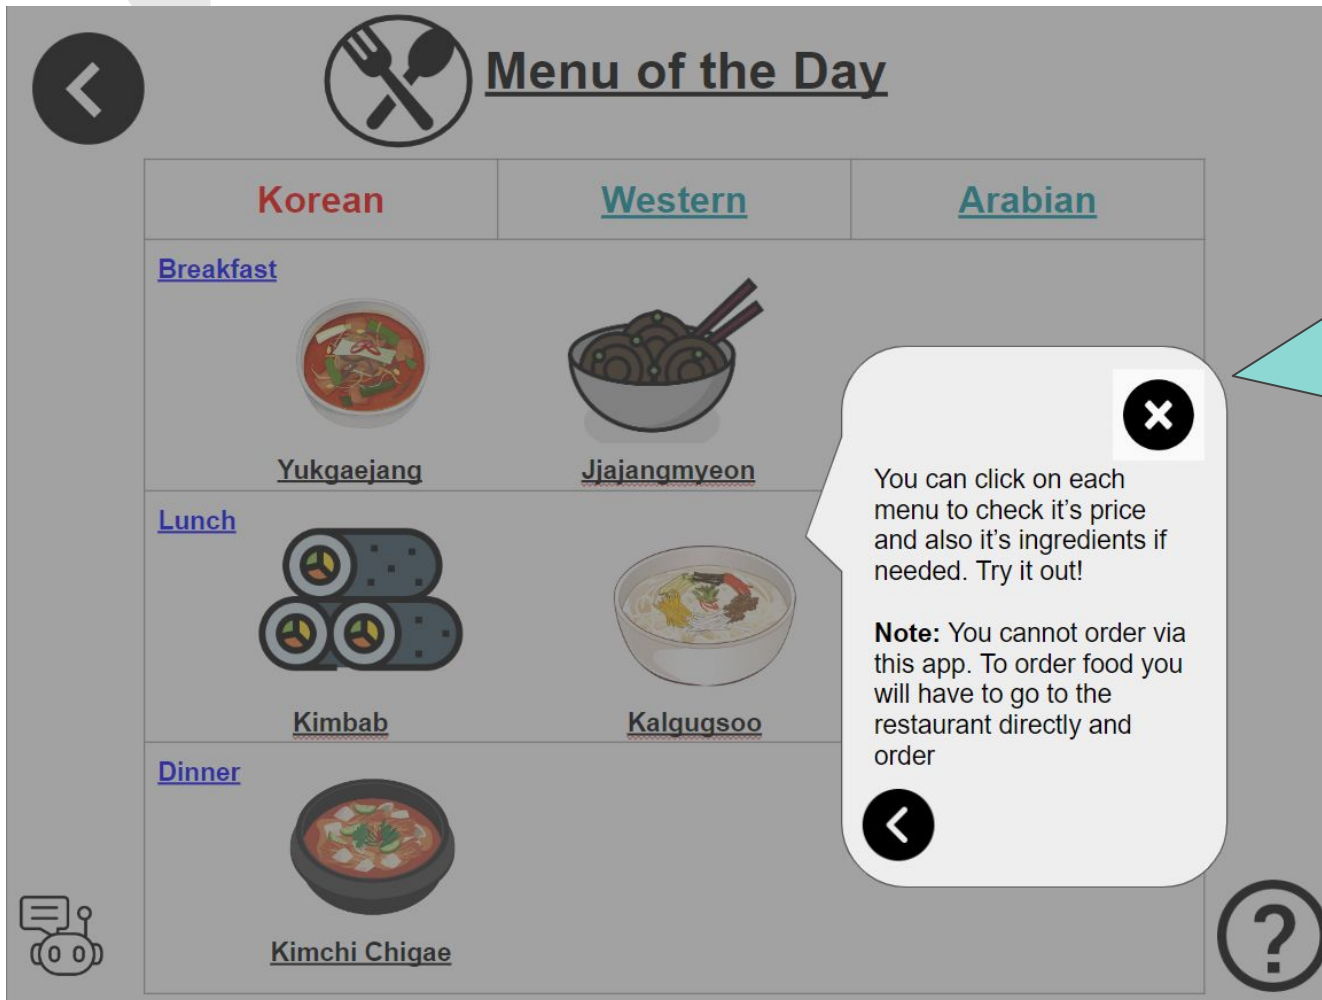 Menu of the Day
Korean
Western
Arabian
Breakfast
Yukgaejang
Jjajangmyeon
Lunch
Kimbab
Kalgugsoo
Dinner
Kimchi Chigae
You can click on each
menu to check it’s price
and also it’s ingredients if
needed. Try it out!
Note: You cannot order via
this app. To order food you
will have to go to the
restaurant directly and
order
?